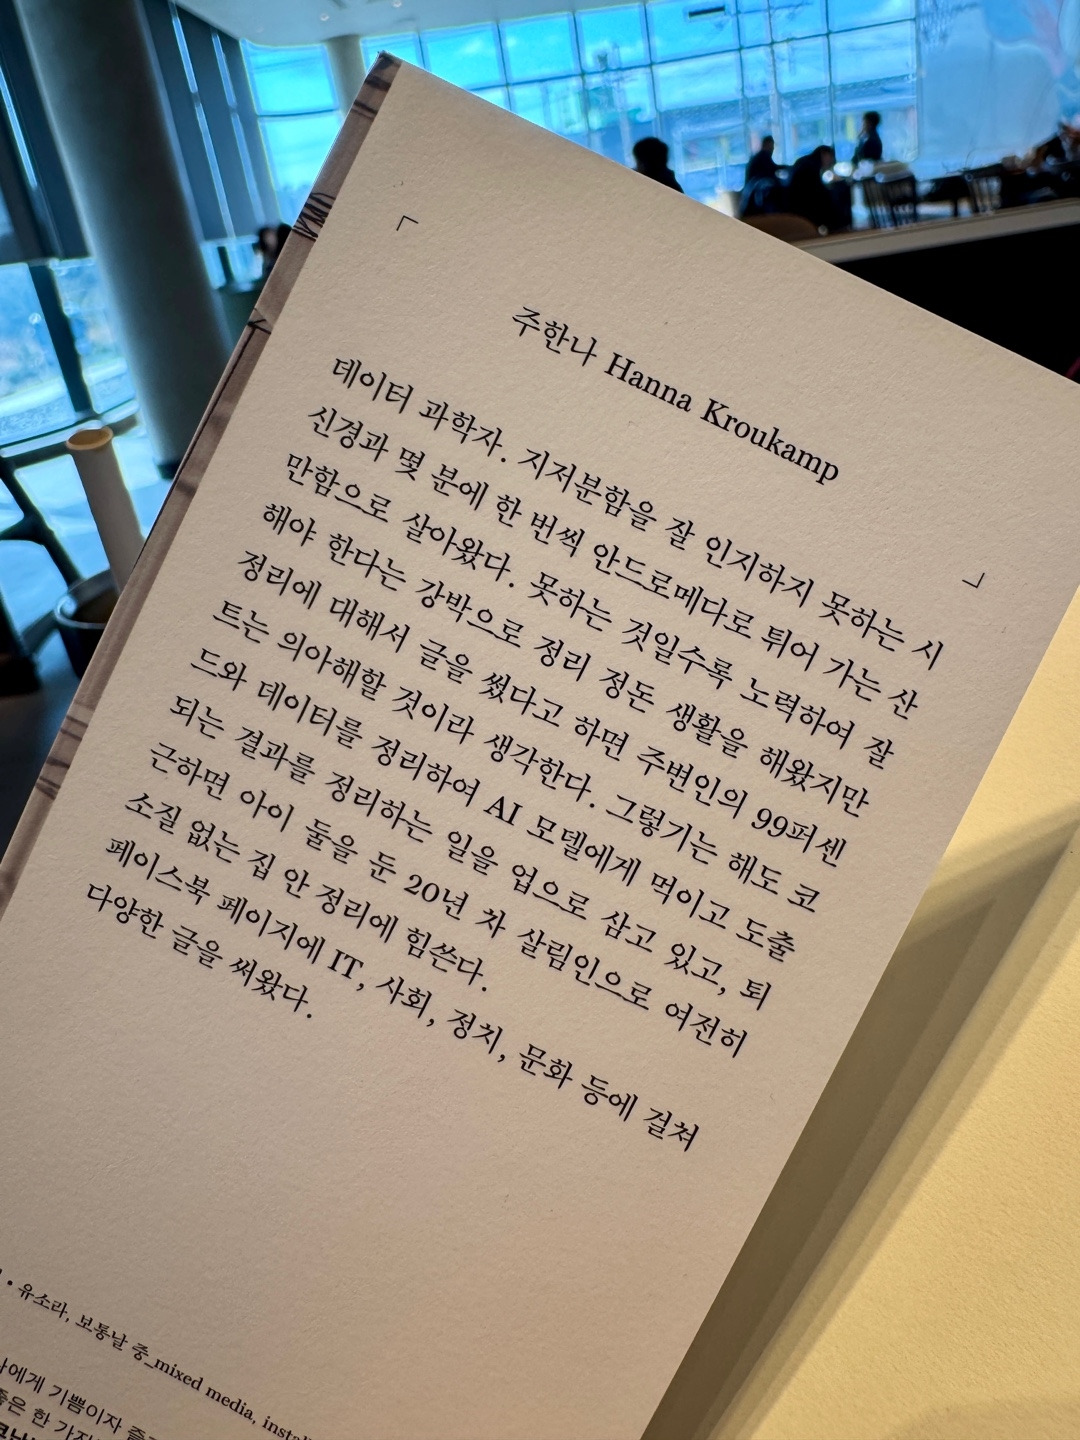 「
주한나 Hanna Kroukamp
」
데이터 과학자. 지저분함을 잘 인지하지 못하는 시
신경과 몇 분에 한 번씩 안드로메다로 튀어 가는 산
만함으로 살아왔다. 못하는 것일수록 노력하여 잘
해야 한다는 강박으로 정리 정돈 생활을 해왔지만
정리에 대해서 글을 썼다고 하면 주변인의 99퍼센
트는 의아해할 것이라 생각한다. 그렇기는 해도 코
드와 데이터를 정리하여 AI 모델에게 먹이고 도출
되는 결과를 정리하는 일을 업으로 삼고 있고, 퇴
근하면 아이 둘을 둔 20년 차 살림인으로 여전히
소질 없는 집 안 정리에 힘쓴다.
페이스북 페이지에 IT, 사회, 정치, 문화 등에 걸쳐
다양한 글을 써왔다.
• 유소라, 보통날 중_mixed media,
기쁨이자
한